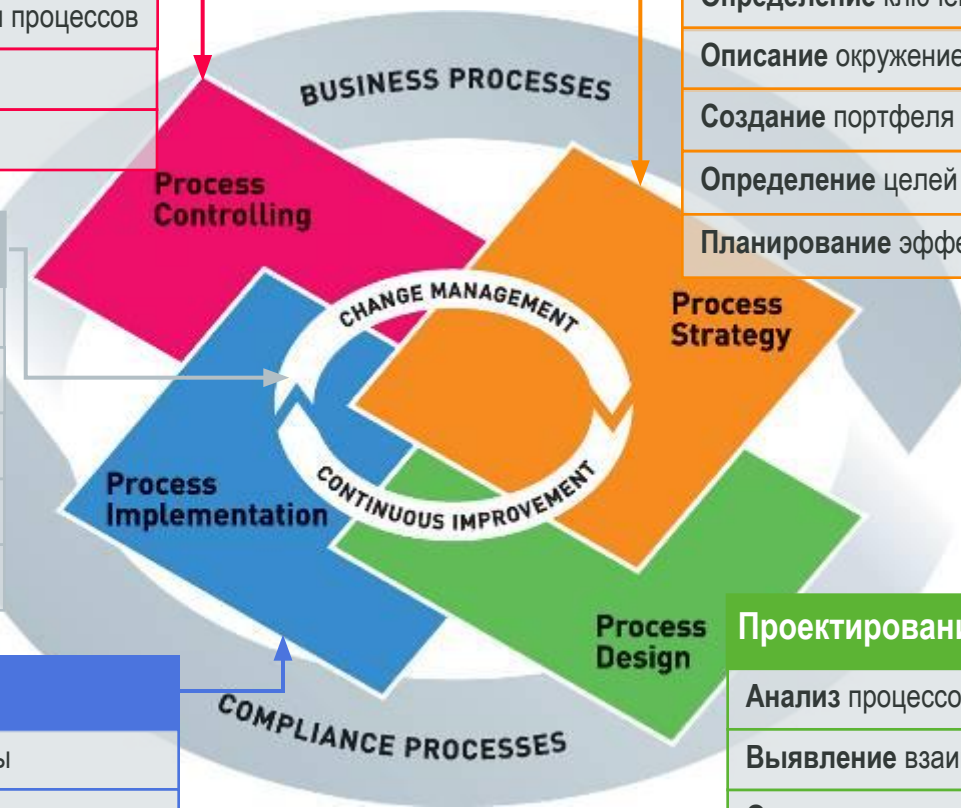 процессов
Определение
Описание окружение
Создание портфеля
Определение целей
Планирование эффе
BUSINESS PROCESSES
Process
Controlling
Process
Strategy
CHANGE MANAGEMENT
CONTINUOUS IMPROVEMENT
Process
Implementation
Process
Design
COMPLIANCE PROCESSES
ы
Проектирован
Анализ процессо
Выявление взаи